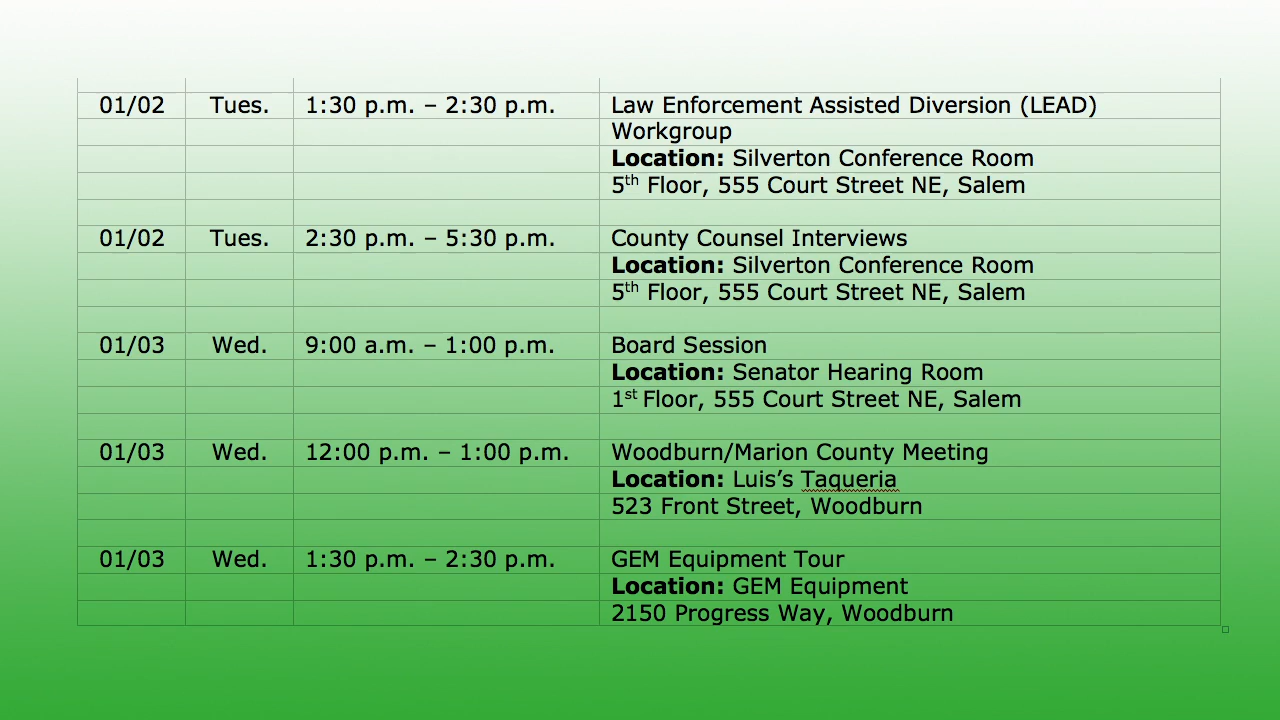 01/02 Tues. 1:30 p.m. – 2:30 p.m. Law Enforcement Assisted Diversion (LEAD)
Workgroup
Location: Silverton Conference Room
5th Floor, 555 Court Street NE, Salem
01/02 Tues. 2:30 p.m. – 5:30 p.m. County Counsel Interviews
Location: Silverton Conference Room
5th Floor, 555 Court Street NE, Salem
01/03 Wed. 9:00 a.m. – 1:00 p.m. Board Session
Location: Senator Hearing Room
1st Floor, 555 Court Street NE, Salem
01/03 Wed. 12:00 p.m. – 1:00 p.m. Woodburn/Marion County Meeting
Location: Luis’s Taqueria
523 Front Street, Woodburn
01/03 Wed. 1:30 p.m. – 2:30 p.m. GEM Equipment Tour
Location: GEM Equipment
2150 Progress Way, Woodburn